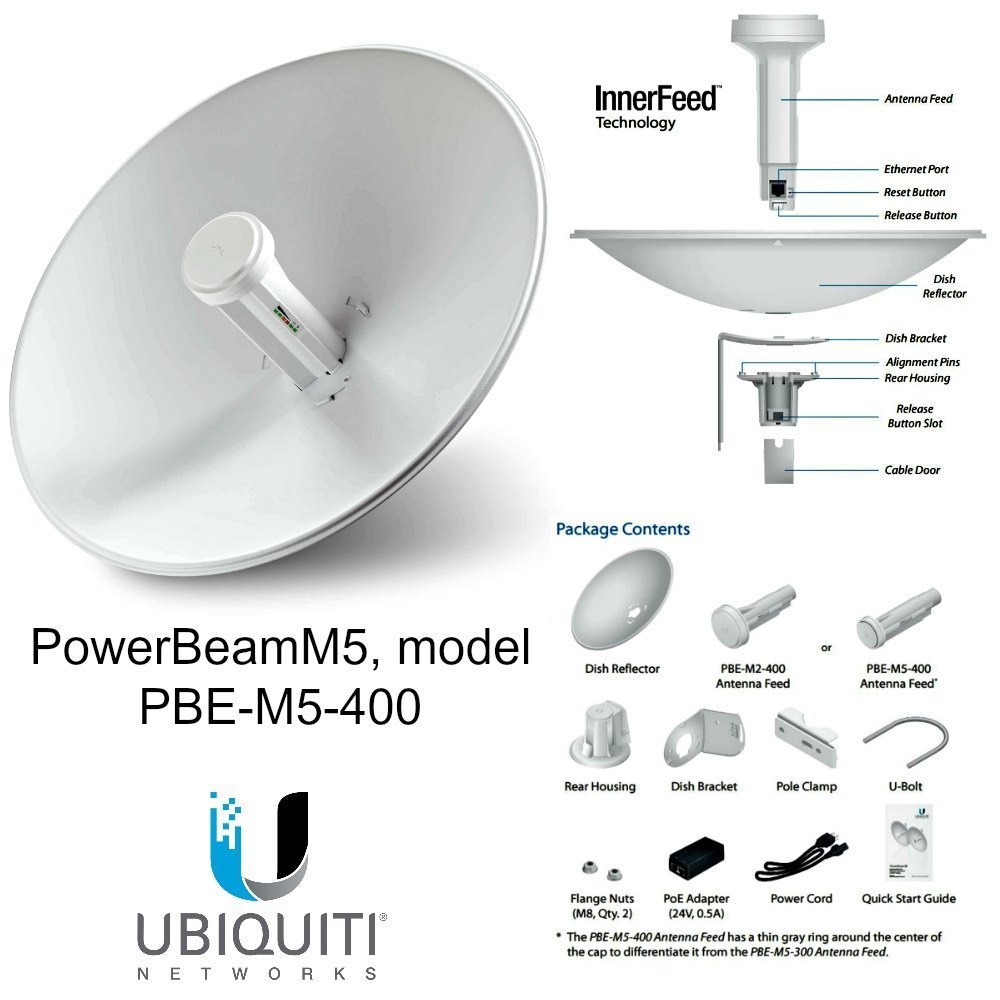 InnerFeed™
Technology
Antenna Feed
Ethernet Port
Reset Button
Release Button
Dish
Reflector
Dish Bracket
Alignment Pins
Rear Housing
Release
Button Slot
Cable Door
PowerBeamM5, model
PBE-M5-400
UBIQUITI®
NETWORKS
Package Contents
Dish Reflector
PBE-M2-400
Antenna Feed
or
PBE-M5-400
Antenna Feed*
Rear Housing
Dish Bracket
Pole Clamp
U-Bolt
Flange Nuts
(M8, Qty. 2)
PoE Adapter
(24V, 0.5A)
Power Cord
UBIQUITI
Quick Start Guide
* The PBE-M5-400 Antenna Feed has a thin gray ring around the center of
the cap to differentiate it from the PBE-M5-300 Antenna Feed.